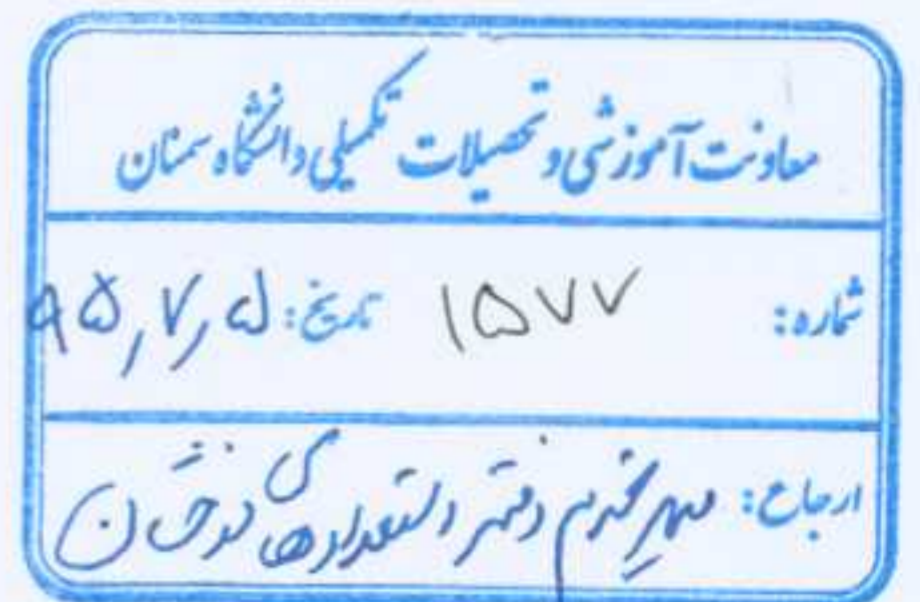 معاونت آموزشی و تحصیلات تکمیلی دانشگاه سمنان
شماره: ۱۵۷۷ تاریخ: ۹۵٫۷٫۵
ارجاع: مدیر محترم دفتر استعدادهای درخشان